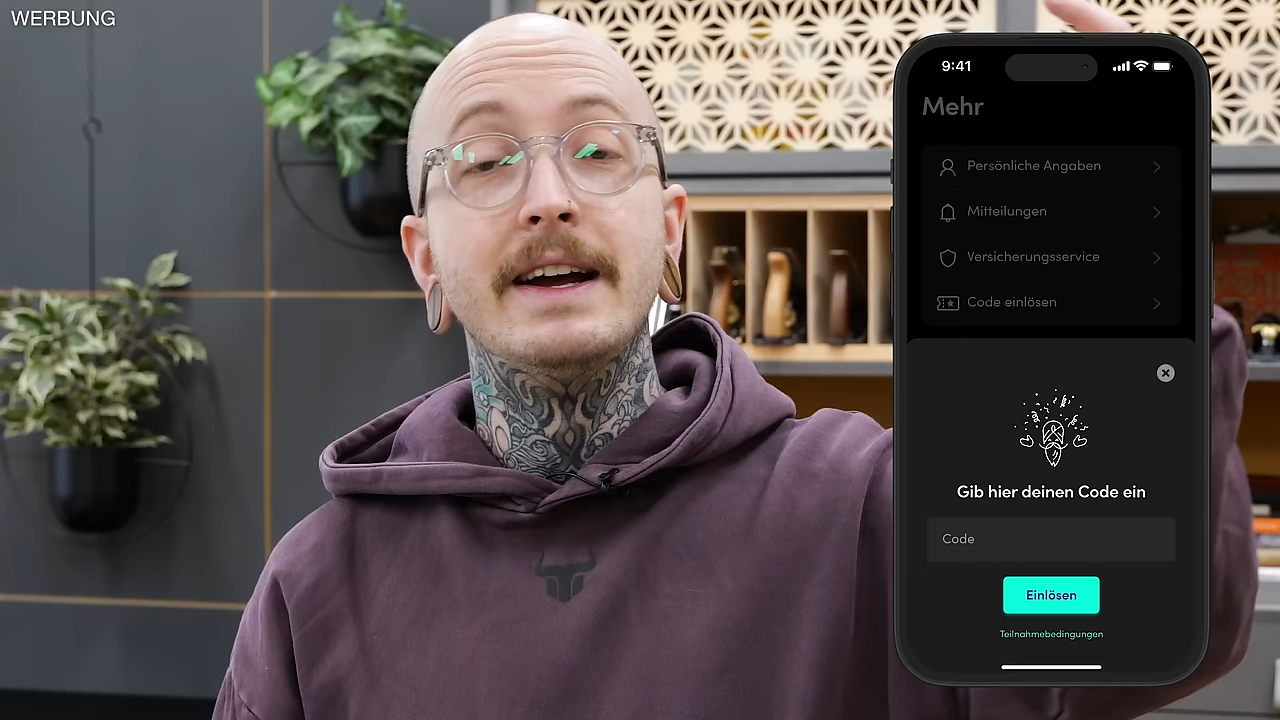 WERBUNG
9:41
Mehr
Persönliche Angaben
Mitteilungen
Versicherungsservice
Code einlösen
Gib hier deinen Code ein
Code
Einlösen
Teilnahmebedingungen